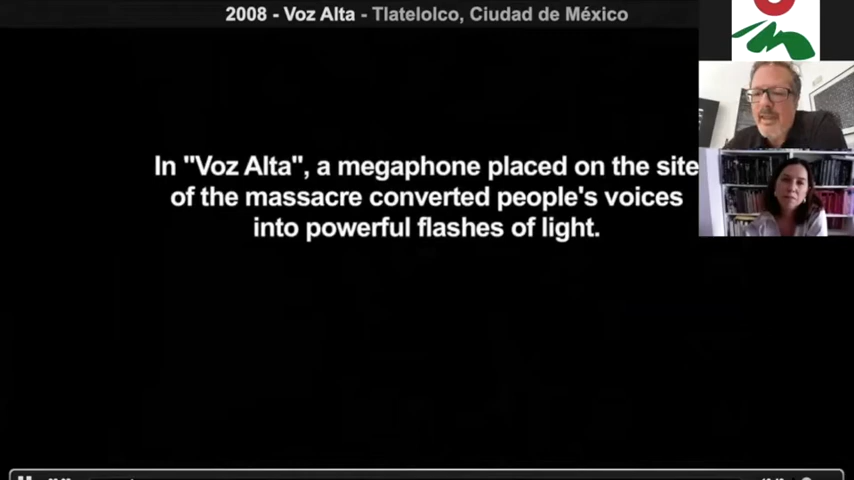 2008 - Voz Alta - Tlatelolco, Ciudad de México
In "Voz Alta", a megaphone placed on the site
of the massacre converted people's voices
into powerful flashes of light.